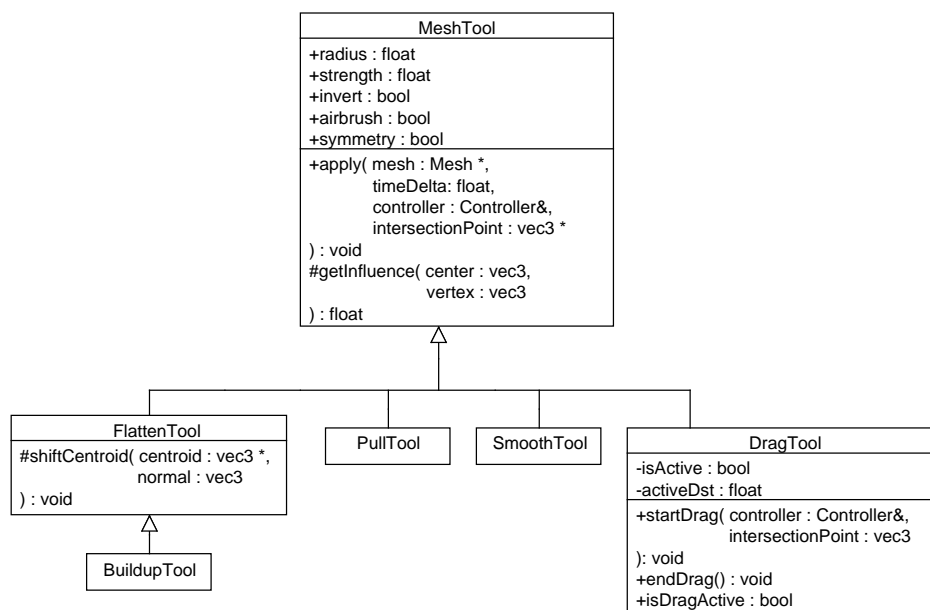 MeshTool
+radius : float
+strength : float
+invert : bool
+airbrush : bool
+symmetry : bool
+apply( mesh : Mesh *,
timeDelta: float,
controller : Controller&,
intersectionPoint : vec3 *
) : void
#getInfluence( center : vec3,
vertex : vec3
) : float
FlattenTool
#shiftCentroid( centroid : vec3 *,
normal : vec3
) : void
BuildupTool
PullTool
SmoothTool
DragTool
-isActive : bool
-activeDst : float
+startDrag( controller : Controller&,
intersectionPoint : vec3
): void
+endDrag() : void
+isDragActive : bool